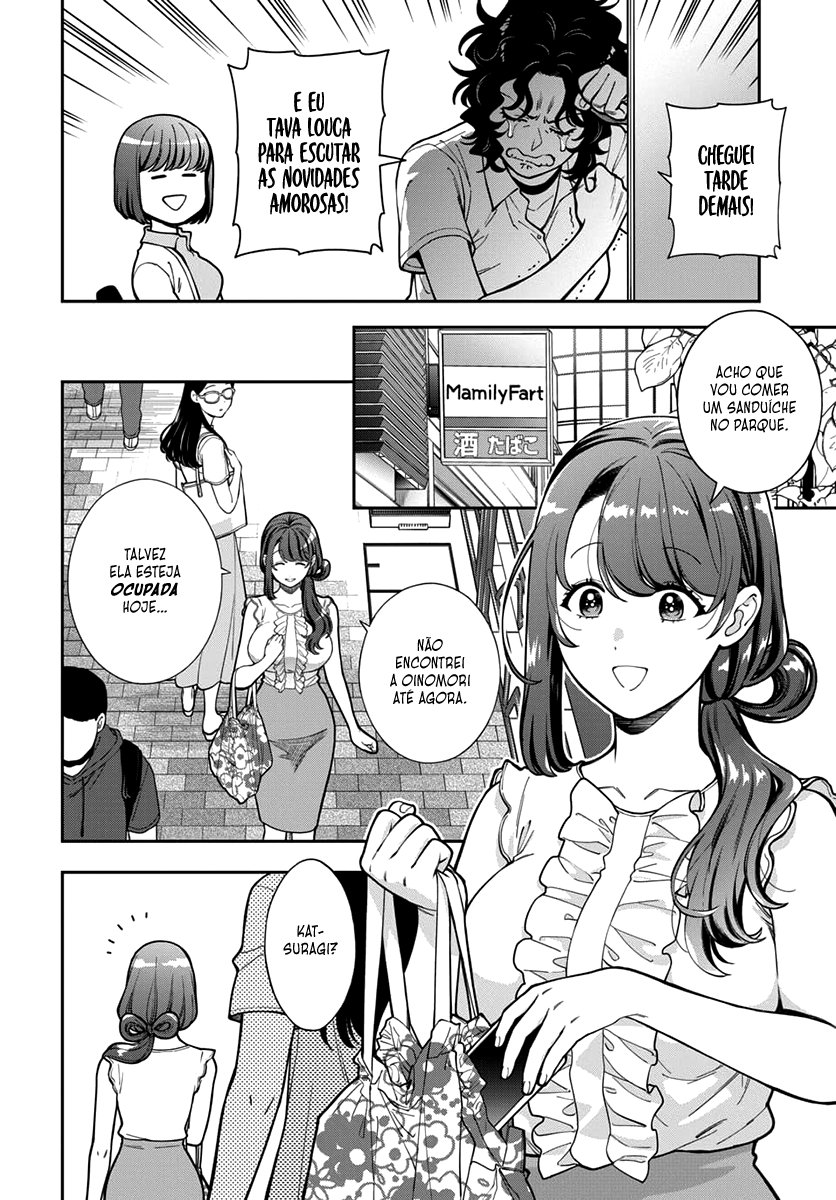 CHEGUEI
TARDE
DEMAIS!
E EU
TAVA LOUCA
PARA ESCUTAR
AS NOVIDADES
AMOROSAS!
ACHO QUE
VOU COMER
UM SANDUÍCHE
NO PARQUE.
MamilyFart
酒 たばこ
NÃO
ENCONTREI
A OINOMORI
ATÉ AGORA.
TALVEZ
ELA ESTEJA
OCUPADA
HOJE...
KAT-
SURAGI?